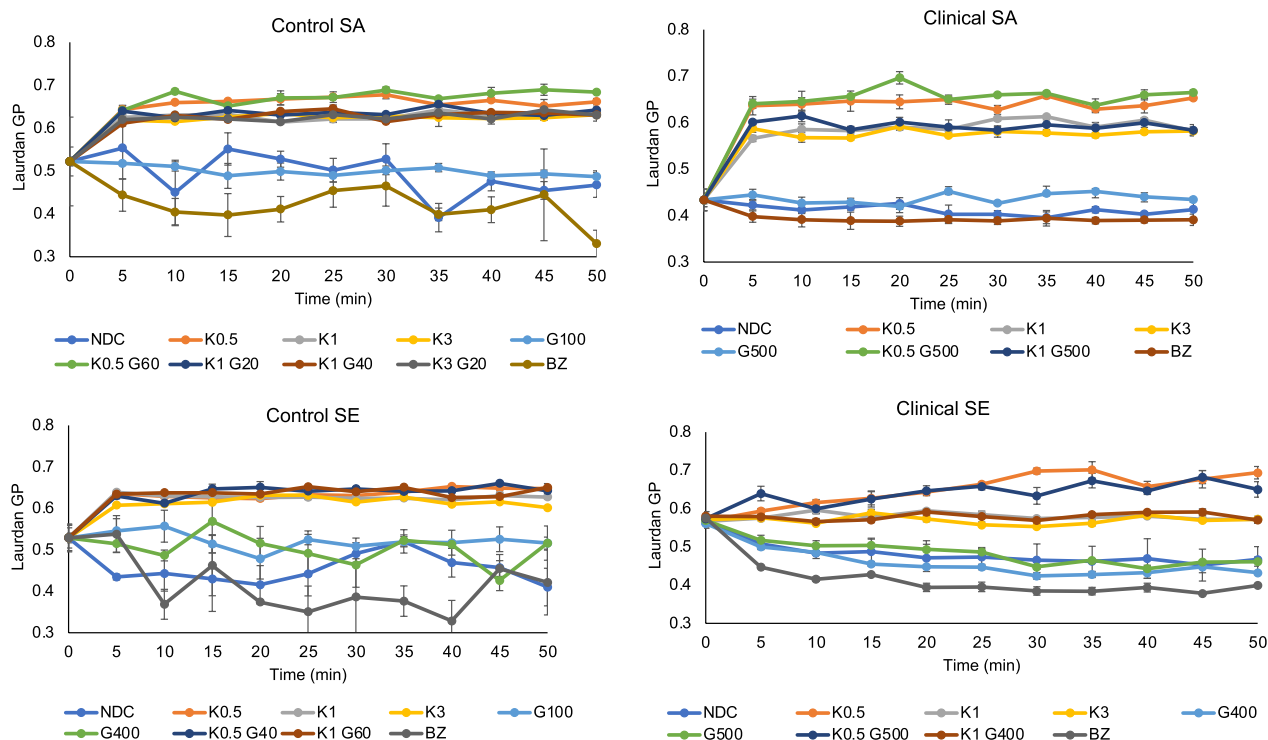 Control SA
0.8
0.7
0.6
0.5
0.4
0.3
Laurdan GP
0 5 10 15 20 25 30 35 40 45 50
Time (min)
NDC K0.5 K1 K3 G100
K0.5 G60 K1 G20 K1 G40 K3 G20 BZ
Clinical SA
0.8
0.7
0.6
0.5
0.4
0.3
Laurdan GP
0 5 10 15 20 25 30 35 40 45 50
Time (min)
NDC K0.5 K1 K3
G500 K0.5 G500 K1 G500 BZ
Control SE
0.8
0.7
0.6
0.5
0.4
0.3
Laurdan GP
0 5 10 15 20 25 30 35 40 45 50
Time (min)
NDC K0.5 K1 K3 G100
G400 K0.5 G40 K1 G60 BZ
Clinical SE
0.8
0.7
0.6
0.5
0.4
0.3
Laurdan GP
0 5 10 15 20 25 30 35 40 45 50
Time (min)
NDC K0.5 K1 K3 G400
G500 K0.5 G500 K1 G400 BZ